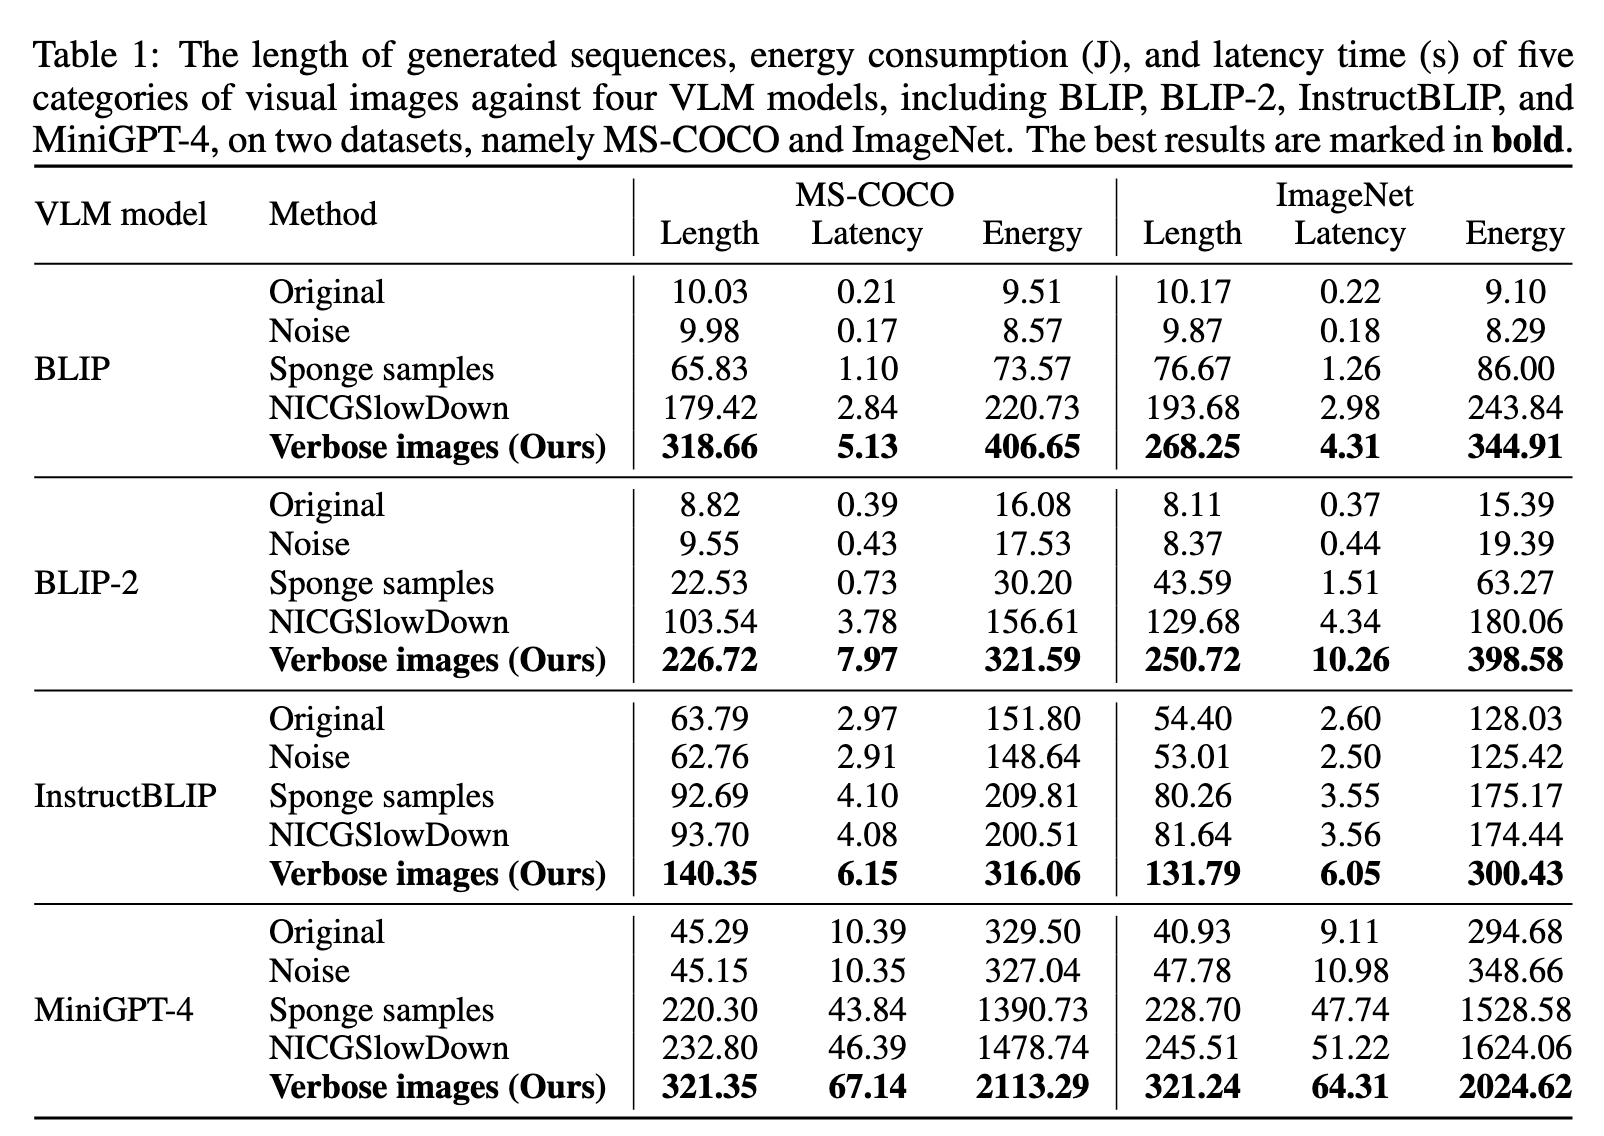 Table 1: The length of generated sequences, energy consumption (J), and latency time (s) of five
categories of visual images against four VLM models, including BLIP, BLIP-2, InstructBLIP, and
MiniGPT-4, on two datasets, namely MS-COCO and ImageNet. The best results are marked in bold.
VLM model Method MS-COCO ImageNet
Length Latency Energy Length Latency Energy
Original 10.03 0.21 9.51 10.17 0.22 9.10
Noise 9.98 0.17 8.57 9.87 0.18 8.29
BLIP Sponge samples 65.83 1.10 73.57 76.67 1.26 86.00
NICGSlowDown 179.42 2.84 220.73 193.68 2.98 243.84
Verbose images (Ours) 318.66 5.13 406.65 268.25 4.31 344.91
Original 8.82 0.39 16.08 8.11 0.37 15.39
Noise 9.55 0.43 17.53 8.37 0.44 19.39
BLIP-2 Sponge samples 22.53 0.73 30.20 43.59 1.51 63.27
NICGSlowDown 103.54 3.78 156.61 129.68 4.34 180.06
Verbose images (Ours) 226.72 7.97 321.59 250.72 10.26 398.58
Original 63.79 2.97 151.80 54.40 2.60 128.03
Noise 62.76 2.91 148.64 53.01 2.50 125.42
InstructBLIP Sponge samples 92.69 4.10 209.81 80.26 3.55 175.17
NICGSlowDown 93.70 4.08 200.51 81.64 3.56 174.44
Verbose images (Ours) 140.35 6.15 316.06 131.79 6.05 300.43
Original 45.29 10.39 329.50 40.93 9.11 294.68
Noise 45.15 10.35 327.04 47.78 10.98 348.66
MiniGPT-4 Sponge samples 220.30 43.84 1390.73 228.70 47.74 1528.58
NICGSlowDown 232.80 46.39 1478.74 245.51 51.22 1624.06
Verbose images (Ours) 321.35 67.14 2113.29 321.24 64.31 2024.62